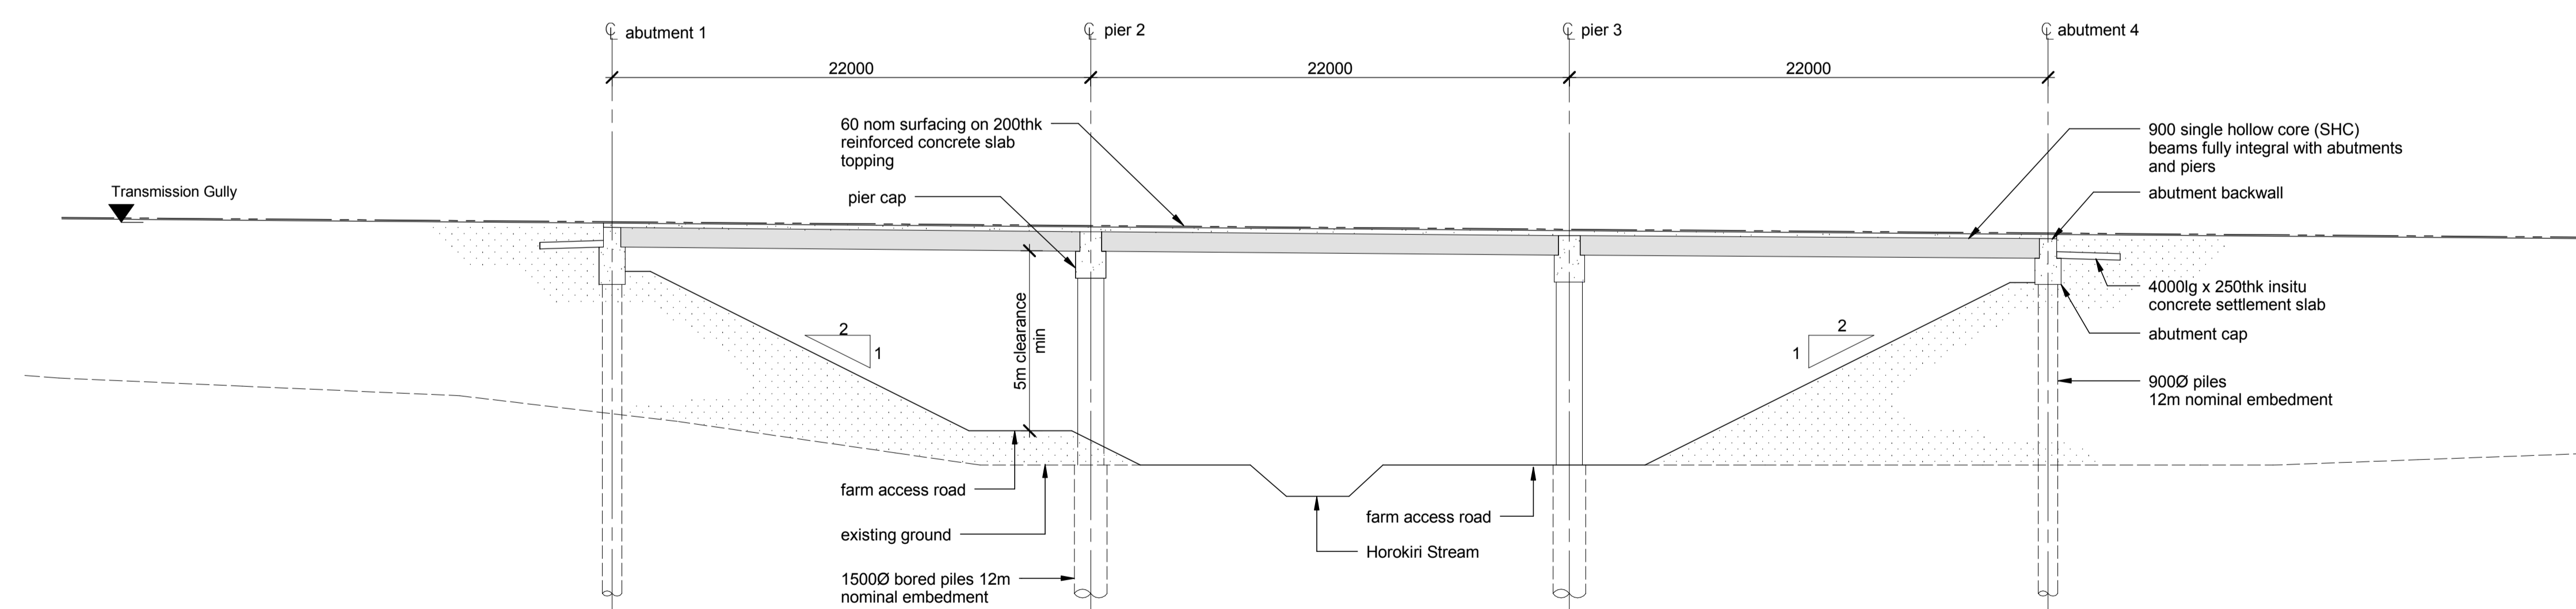 ℄ abutment 1
℄ pier 2
℄ pier 3
℄ abutment 4
22000
22000
22000
60 nom surfacing on 200thk
reinforced concrete slab
topping
pier cap
Transmission Gully
900 single hollow core (SHC)
beams fully integral with abutments
and piers
abutment backwall
4000lg x 250thk insitu
concrete settlement slab
abutment cap
900Ø piles
12m nominal embedment
2
1
5m clearance
min
2
1
farm access road
existing ground
1500Ø bored piles 12m
nominal embedment
farm access road
Horokiri Stream